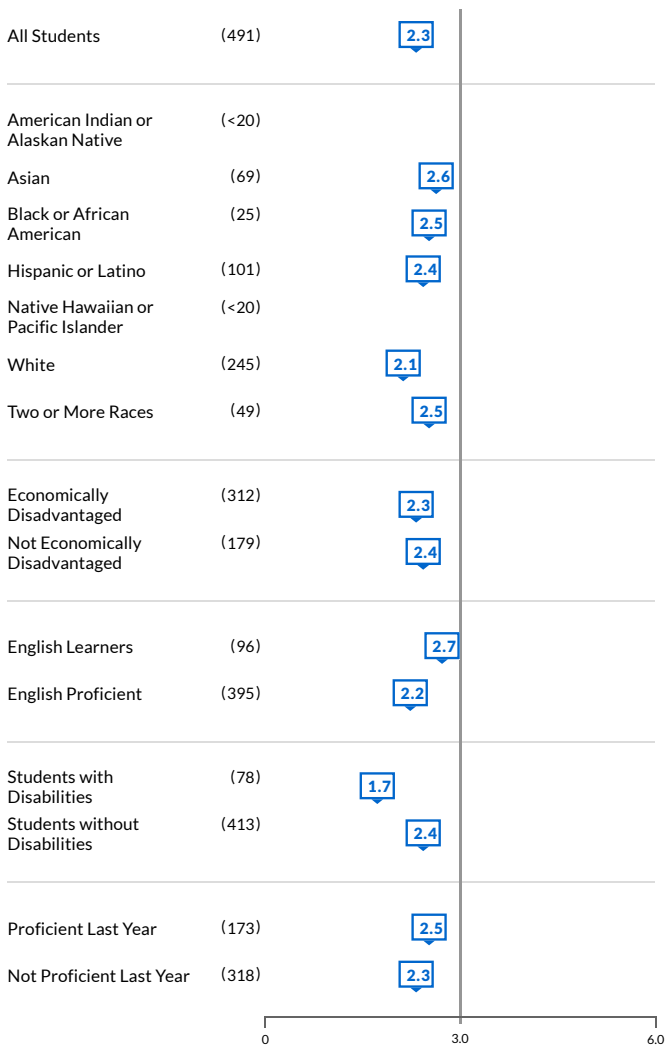 All Students (491) 2.3
American Indian or (<20)
Alaskan Native
Asian (69) 2.6
Black or African (25) 2.5
American
Hispanic or Latino (101) 2.4
Native Hawaiian or (<20)
Pacific Islander
White (245) 2.1
Two or More Races (49) 2.5
Economically (312) 2.3
Disadvantaged
Not Economically (179) 2.4
Disadvantaged
English Learners (96) 2.7
English Proficient (395) 2.2
Students with (78) 1.7
Disabilities
Students without (413) 2.4
Disabilities
Proficient Last Year (173) 2.5
Not Proficient Last Year (318) 2.3
0 3.0 6.0